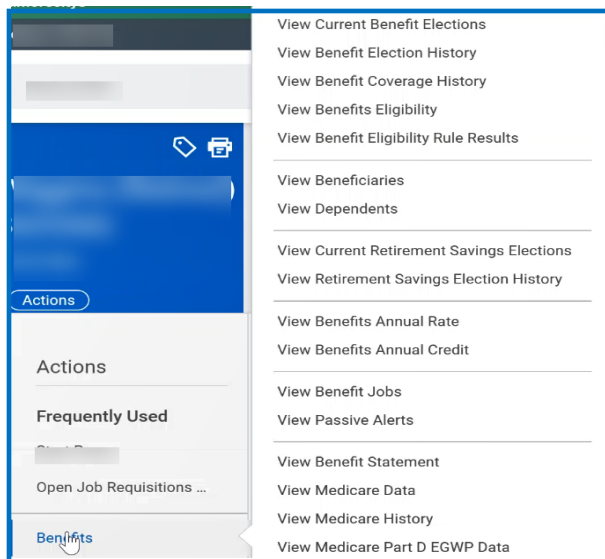 Actions
Actions
Frequently Used
Open Job Requisitions ...
Benefits
View Current Benefit Elections
View Benefit Election History
View Benefit Coverage History
View Benefits Eligibility
View Benefit Eligibility Rule Results
View Beneficiaries
View Dependents
View Current Retirement Savings Elections
View Retirement Savings Election History
View Benefits Annual Rate
View Benefits Annual Credit
View Benefit Jobs
View Passive Alerts
View Benefit Statement
View Medicare Data
View Medicare History
View Medicare Part D EGWP Data